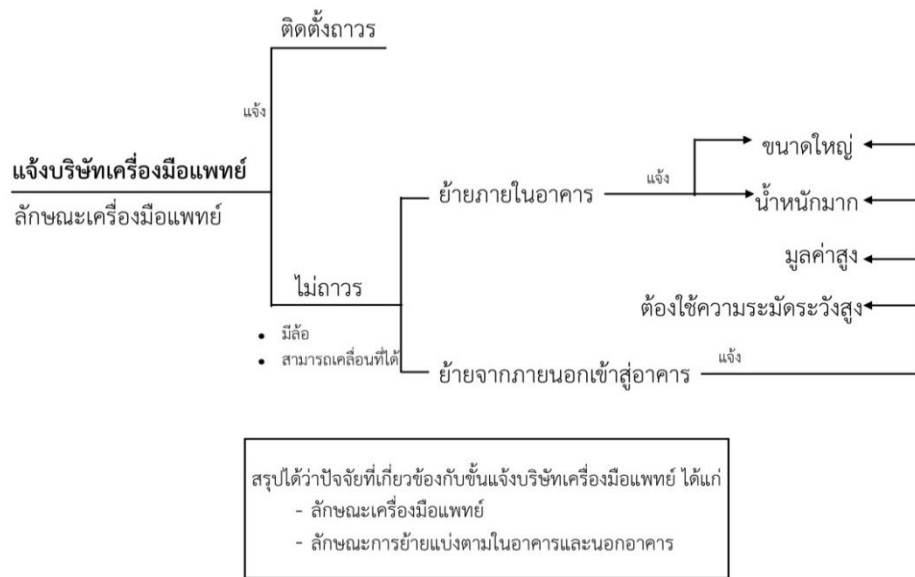 ติดตั้งถาวร
แจ้ง
แจ้งบริษัทเครื่องมือแพทย์
ลักษณะเครื่องมือแพทย์
ไม่ถาวร
• มีล้อ
• สามารถเคลื่อนที่ได้
ย้ายภายในอาคาร
แจ้ง
ขนาดใหญ่
น้ำหนักมาก
มูลค่าสูง
ต้องใช้ความระมัดระวังสูง
ย้ายจากภายนอกเข้าสู่อาคาร
แจ้ง
สรุปได้ว่าปัจจัยที่เกี่ยวข้องกับขั้นแจ้งบริษัทเครื่องมือแพทย์ ได้แก่
- ลักษณะเครื่องมือแพทย์
- ลักษณะการย้ายแบ่งตามในอาคารและนอกอาคาร